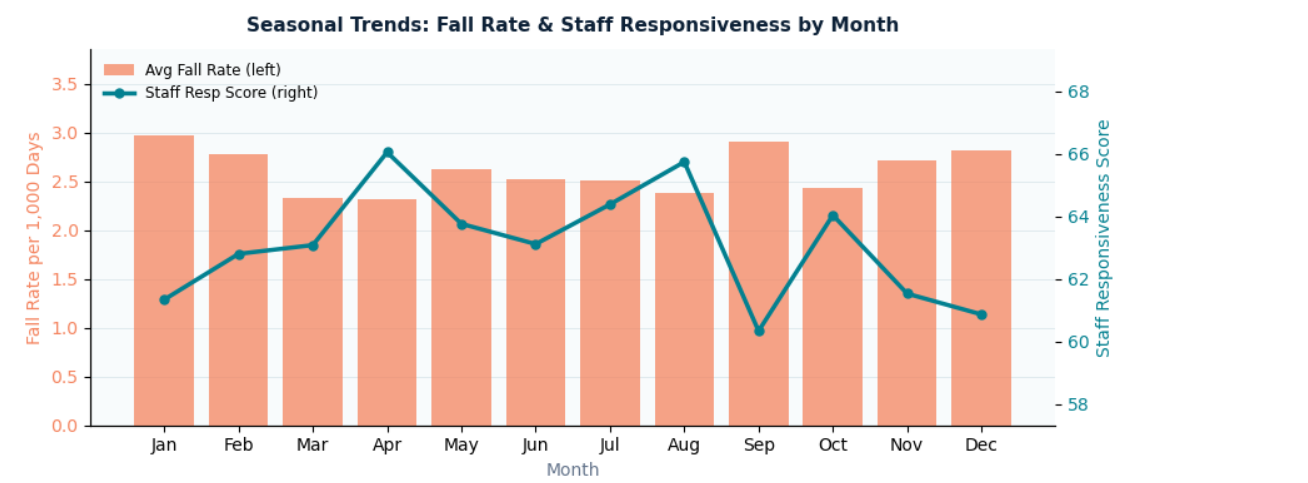 Seasonal Trends: Fall Rate & Staff Responsiveness by Month
Avg Fall Rate (left)
Staff Resp Score (right)
Fall Rate per 1,000 Days
3.5
3.0
2.5
2.0
1.5
1.0
0.5
0.0
68
66
64
62
60
58
Staff Responsiveness Score
Jan Feb Mar Apr May Jun Jul Aug Sep Oct Nov Dec
Month